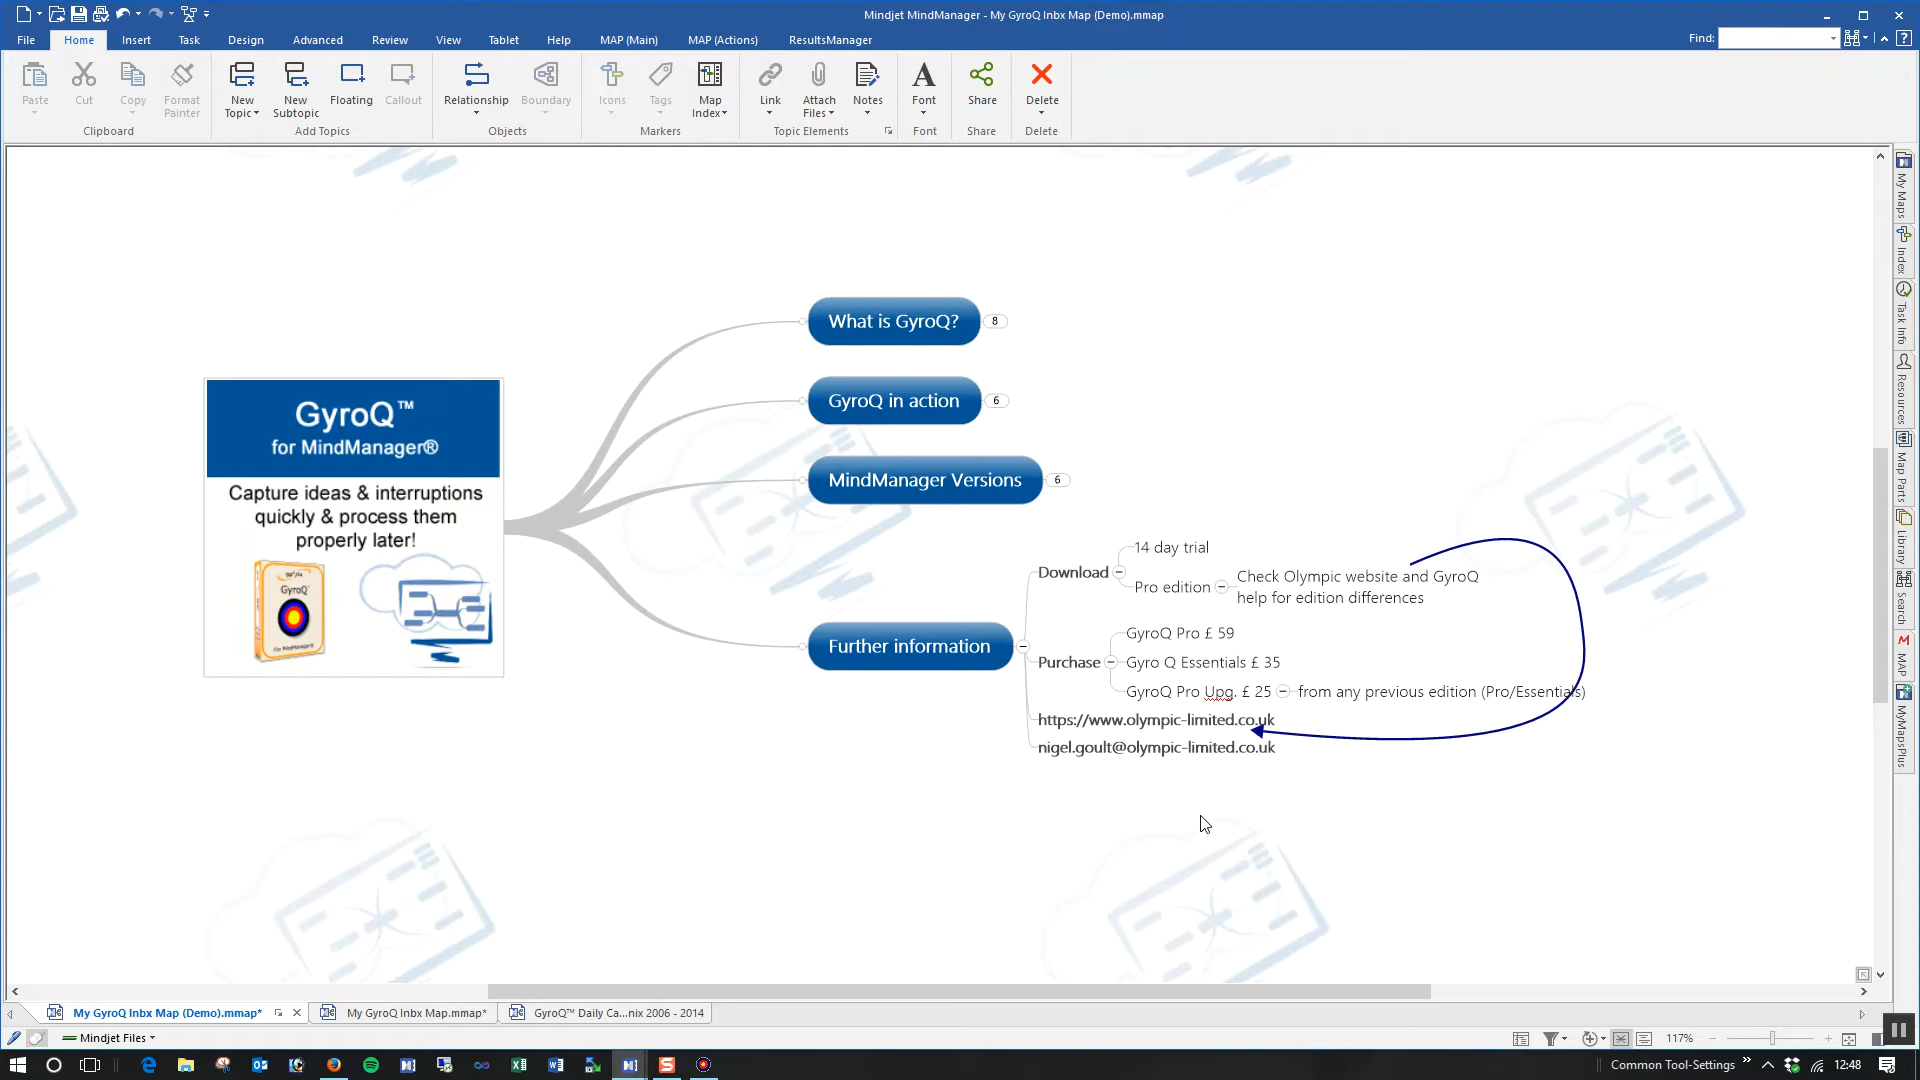 Mindjet MindManager - My GyroQ Inbx Map (Demo).mmap
File Home Insert Task Design Advanced Review View Tablet Help MAP (Main) MAP (Actions) ResultsManager
Find:
Paste Cut Copy Format Painter
Clipboard
New Topic New Subtopic Floating Callout
Add Topics
Relationship Boundary
Objects
Icons Tags Map Index
Markers
Link Attach Files Notes
Topic Elements
Font
Font
Share
Share
Delete
Delete
GyroQ™
for MindManager®
Capture ideas & interruptions
quickly & process them
properly later!
GyroQ
What is GyroQ? 8
GyroQ in action 6
MindManager Versions 6
Further information
Download
14 day trial
Pro edition
Check Olympic website and GyroQ
help for edition differences
Purchase
GyroQ Pro £ 59
Gyro Q Essentials £ 35
GyroQ Pro Upg. £ 25
from any previous edition (Pro/Essentials)
https://www.olympic-limited.co.uk
nigel.goult@olympic-limited.co.uk
My Maps
Index
Task Info
Resources
Map Parts
Library
Search
MAP
MyMapsPlus
My GyroQ Inbx Map (Demo).mmap*
My GyroQ Inbx Map.mmap*
GyroQ™ Daily Ca...nix 2006 - 2014
Mindjet Files
117%
Common Tool-Settings
12:48